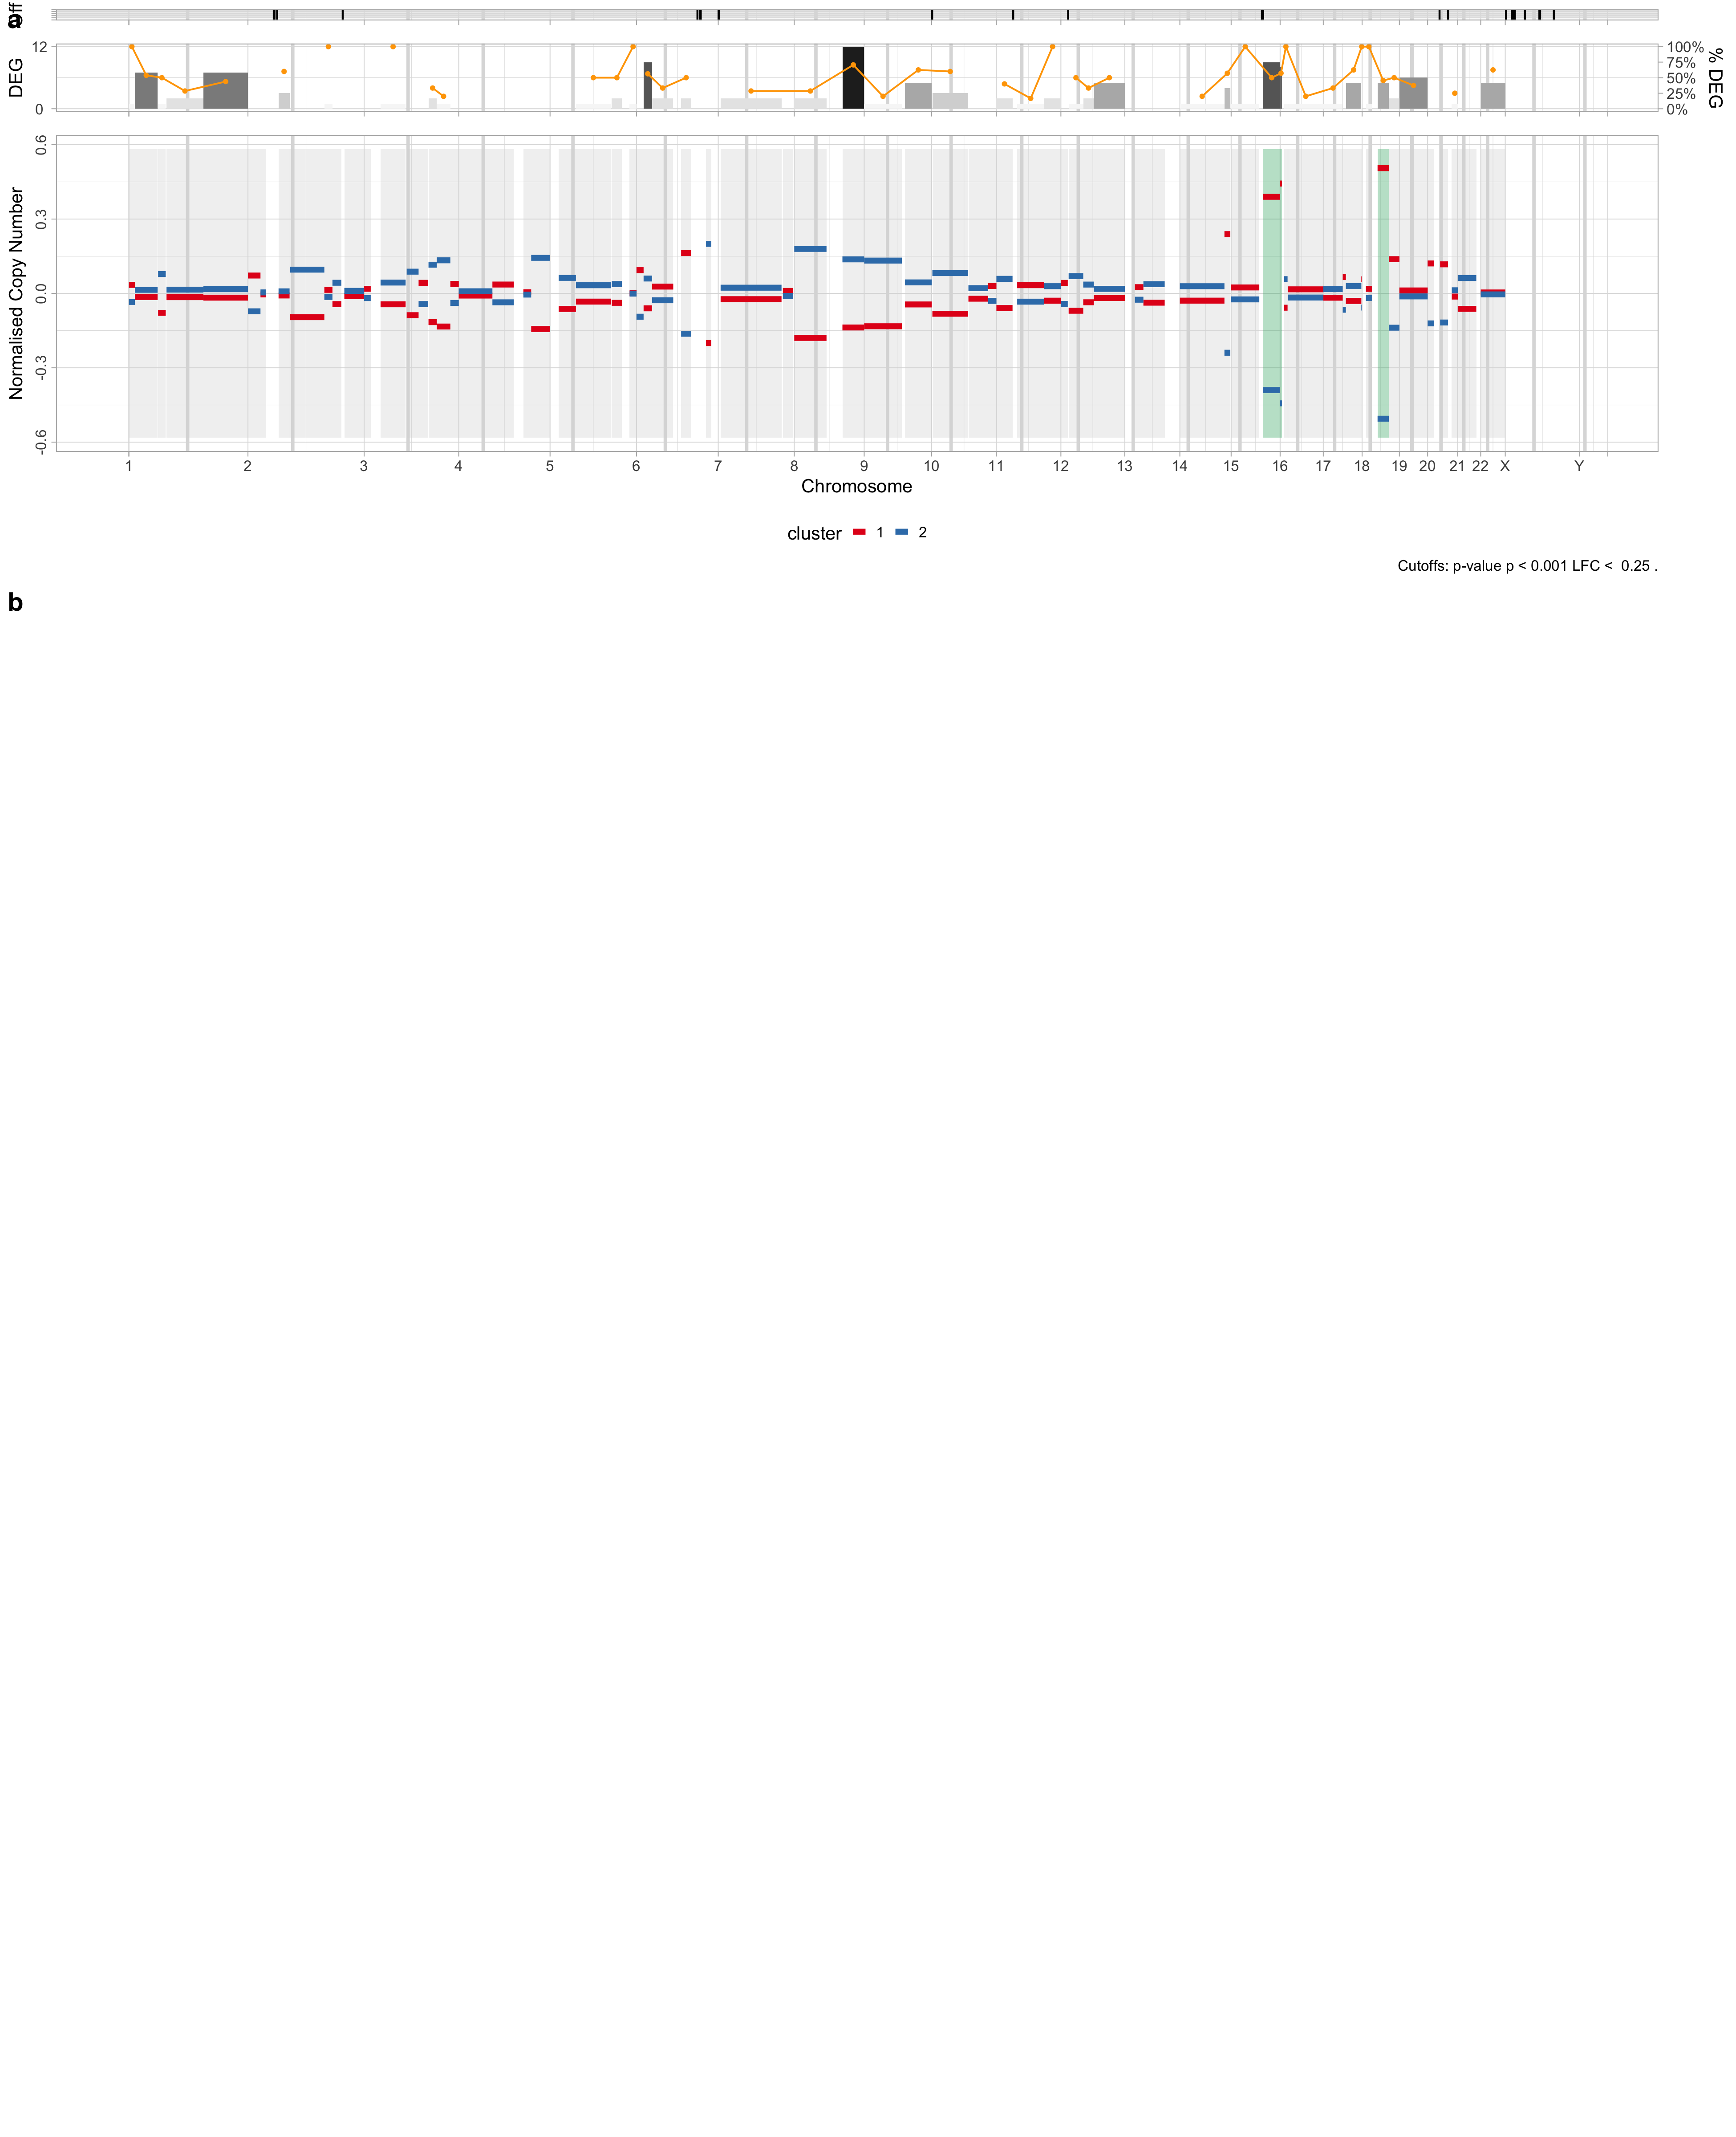 a
DEG
12
0
100%
75%
50%
25%
0%
% DEG
Normalised Copy Number
0.6
0.3
0.0
-0.3
-0.6
1 2 3 4 5 6 7 8 9 10 11 12 13 14 15 16 17 18 19 20 21 22 X Y
Chromosome
cluster 1 2
Cutoffs: p-value p < 0.001 LFC < 0.25 .
b